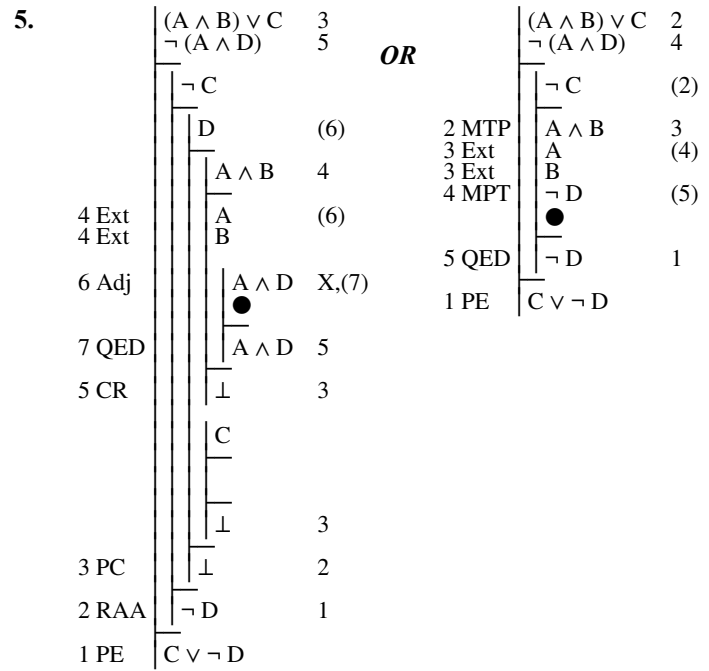 5.
(A ∧ B) ∨ C 3
¬ (A ∧ D) 5
¬ C
D (6)
A ∧ B 4
4 Ext A (6)
4 Ext B
6 Adj A ∧ D X,(7)
●
7 QED A ∧ D 5
5 CR ⊥ 3
C
⊥ 3
3 PC ⊥ 2
2 RAA ¬ D 1
1 PE C ∨ ¬ D
OR
(A ∧ B) ∨ C 2
¬ (A ∧ D) 4
¬ C (2)
2 MTP A ∧ B 3
3 Ext A (4)
3 Ext B
4 MPT ¬ D (5)
●
5 QED ¬ D 1
1 PE C ∨ ¬ D